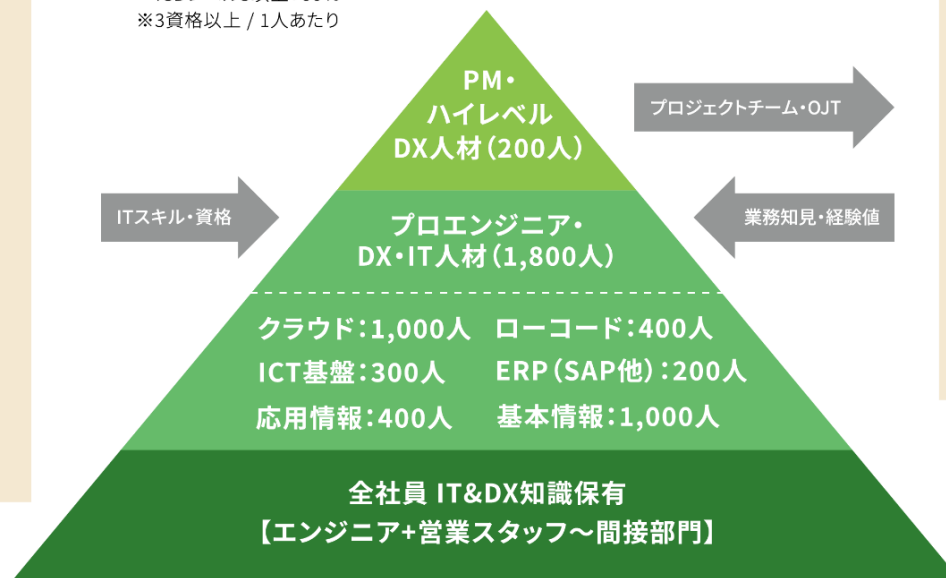 ※3資格以上 / 1人あたり
PM・
ハイレベル
DX人材（200人）
プロジェクトチーム・OJT
ITスキル・資格
業務知見・経験値
プロエンジニア・
DX・IT人材（1,800人）
クラウド：1,000人 ローコード：400人
ICT基盤：300人 ERP（SAP他）：200人
応用情報：400人 基本情報：1,000人
全社員 IT&DX知識保有
【エンジニア+営業スタッフ〜間接部門】